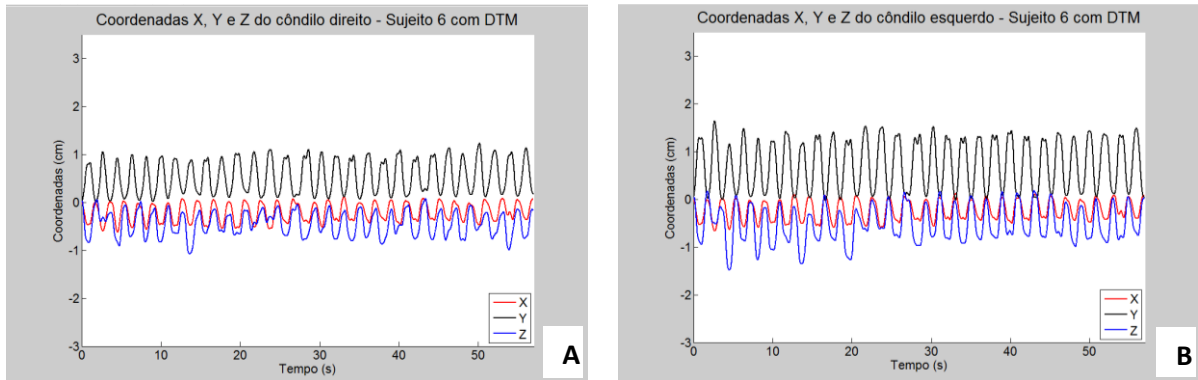 Coordenadas X, Y e Z do côndilo direito - Sujeito 6 com DTM
3
2
1
0
-1
-2
-3
Coordenadas (cm)
0 10 20 30 40 50
Tempo (s)
X
Y
Z
A
Coordenadas X, Y e Z do côndilo esquerdo - Sujeito 6 com DTM
3
2
1
0
-1
-2
-3
Coordenadas (cm)
0 10 20 30 40 50
Tempo (s)
X
Y
Z
B